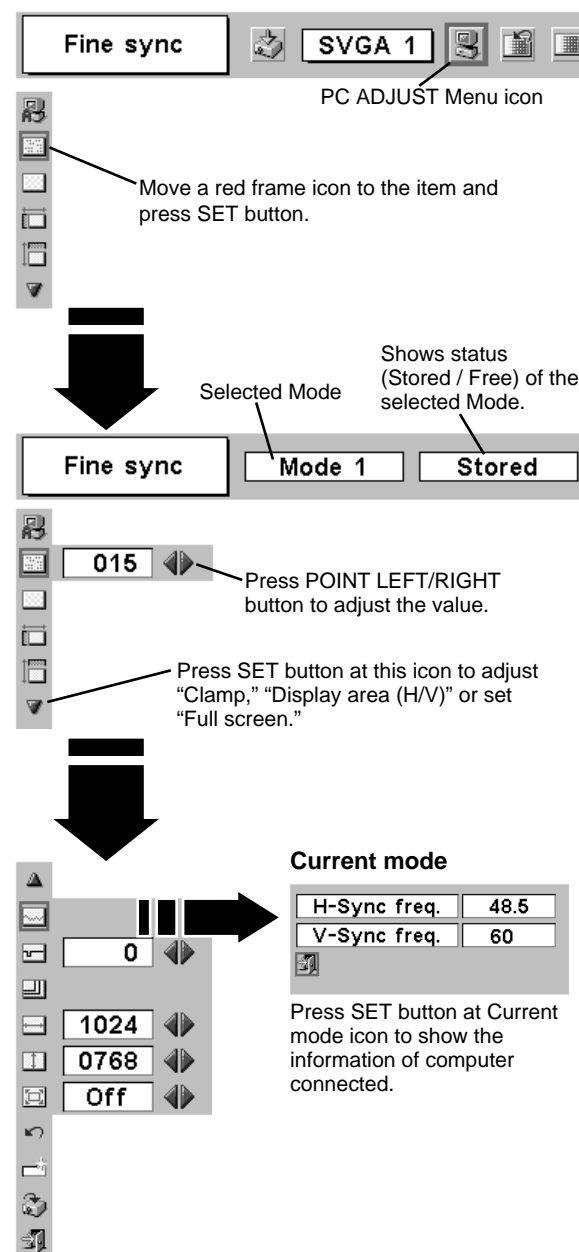 Fine sync
SVGA 1
PC ADJUST Menu icon
Move a red frame icon to the item and
press SET button.
Shows status
(Stored / Free) of the
selected Mode.
Selected Mode
Fine sync
Mode 1
Stored
015
Press POINT LEFT/RIGHT
button to adjust the value.
Press SET button at this icon to adjust
“Clamp,” “Display area (H/V)” or set
“Full screen.”
Current mode
H-Sync freq. 48.5
V-Sync freq. 60
0
1024
0768
Off
Press SET button at Current
mode icon to show the
information of computer
connected.